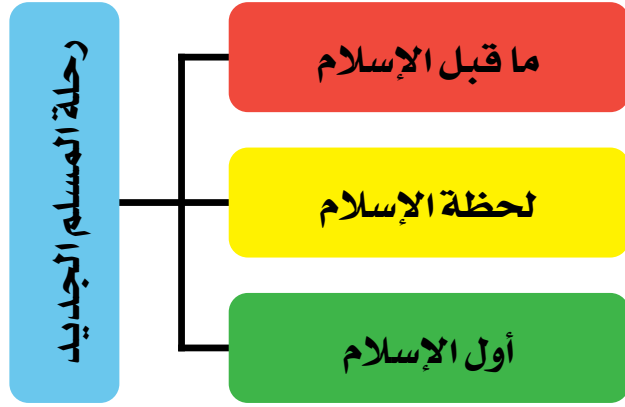 رحلة المسلم الجديد
ما قبل الإسلام
لحظة الإسلام
أول الإسلام